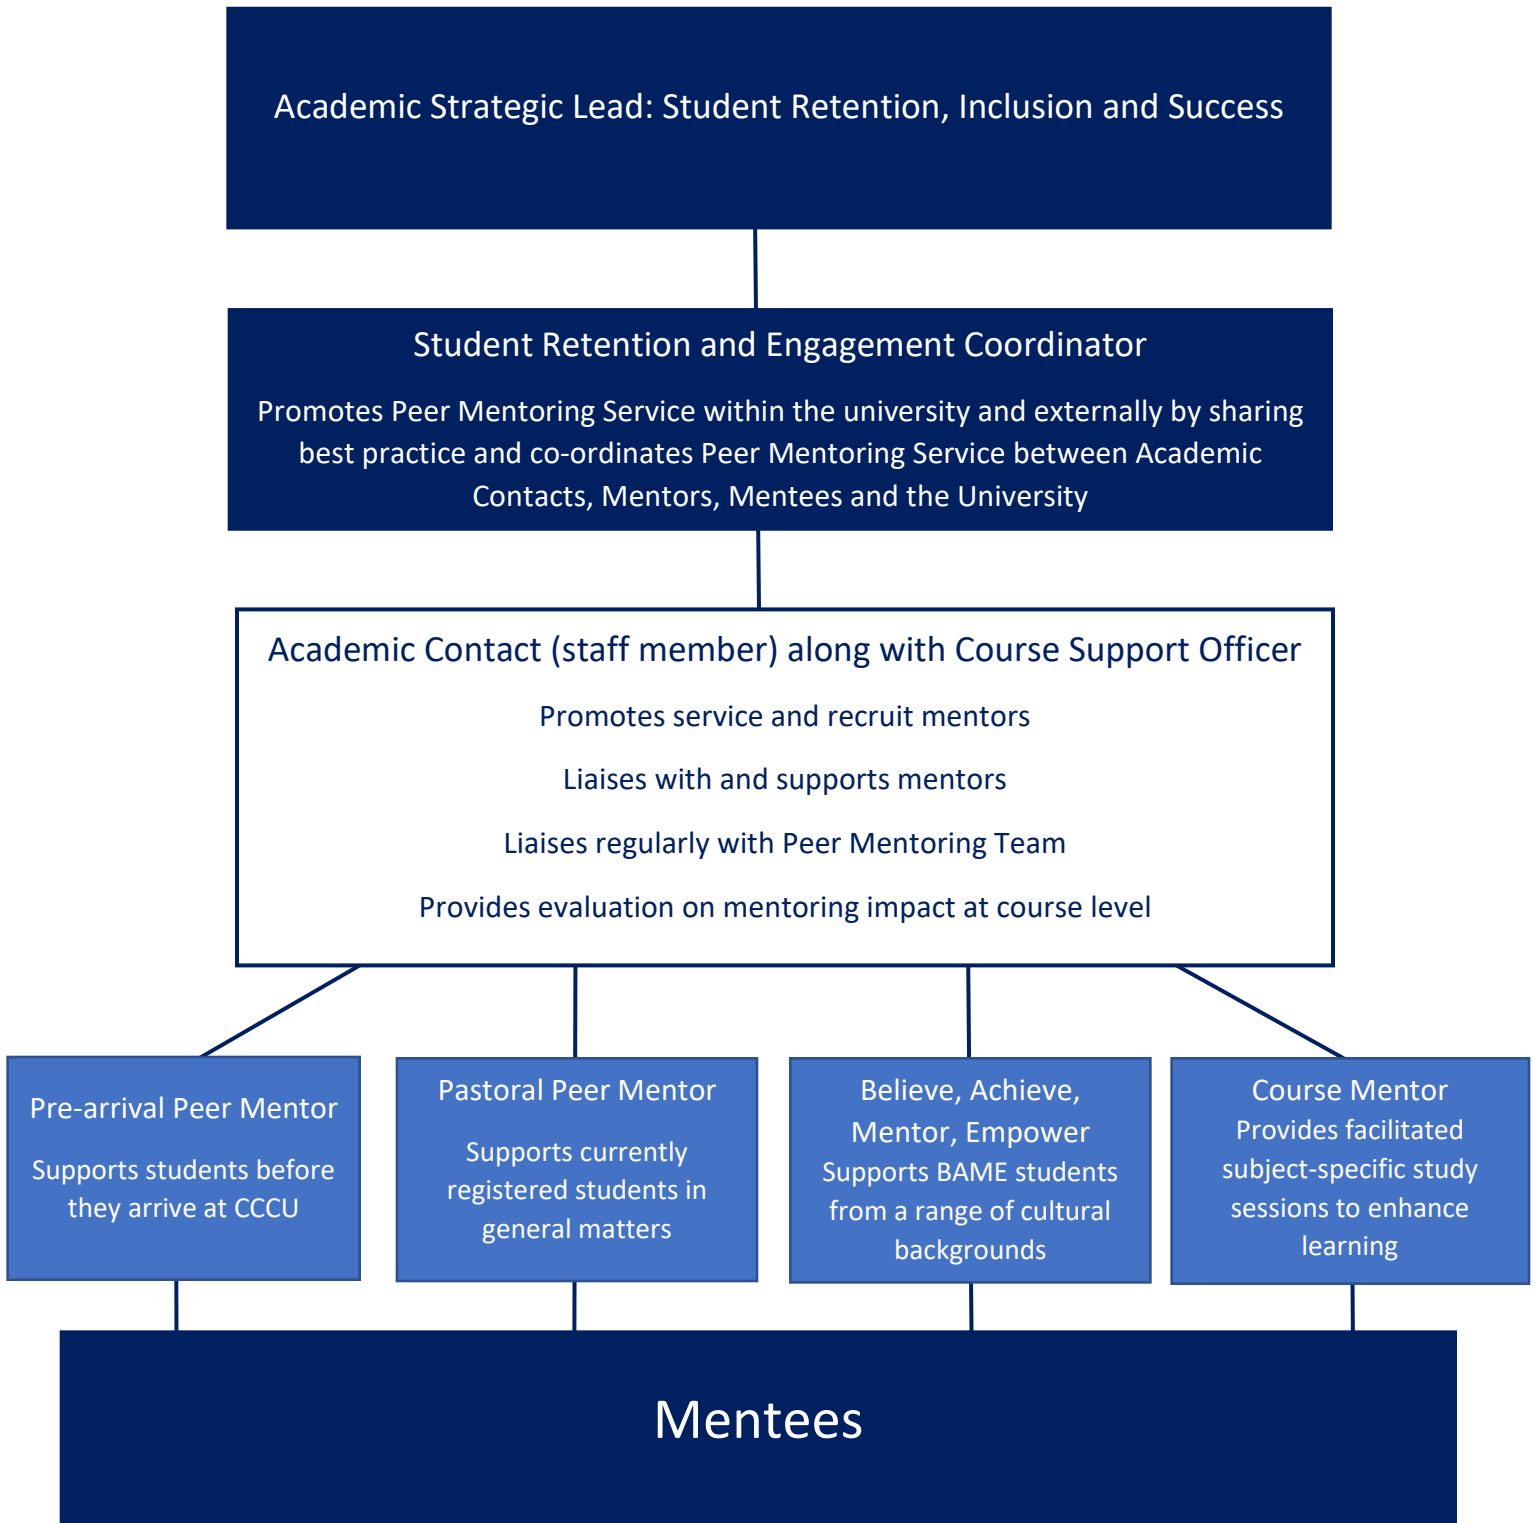 Academic Strategic Lead: Student Retention, Inclusion and Success
Student Retention and Engagement Coordinator
Promotes Peer Mentoring Service within the university and externally by sharing
best practice and co-ordinates Peer Mentoring Service between Academic
Contacts, Mentors, Mentees and the University
Academic Contact (staff member) along with Course Support Officer
Promotes service and recruit mentors
Liaises with and supports mentors
Liaises regularly with Peer Mentoring Team
Provides evaluation on mentoring impact at course level
Pre-arrival Peer Mentor
Supports students before
they arrive at CCCU
Pastoral Peer Mentor
Supports currently
registered students in
general matters
Believe, Achieve,
Mentor, Empower
Supports BAME students
from a range of cultural
backgrounds
Course Mentor
Provides facilitated
subject-specific study
sessions to enhance
learning
Mentees